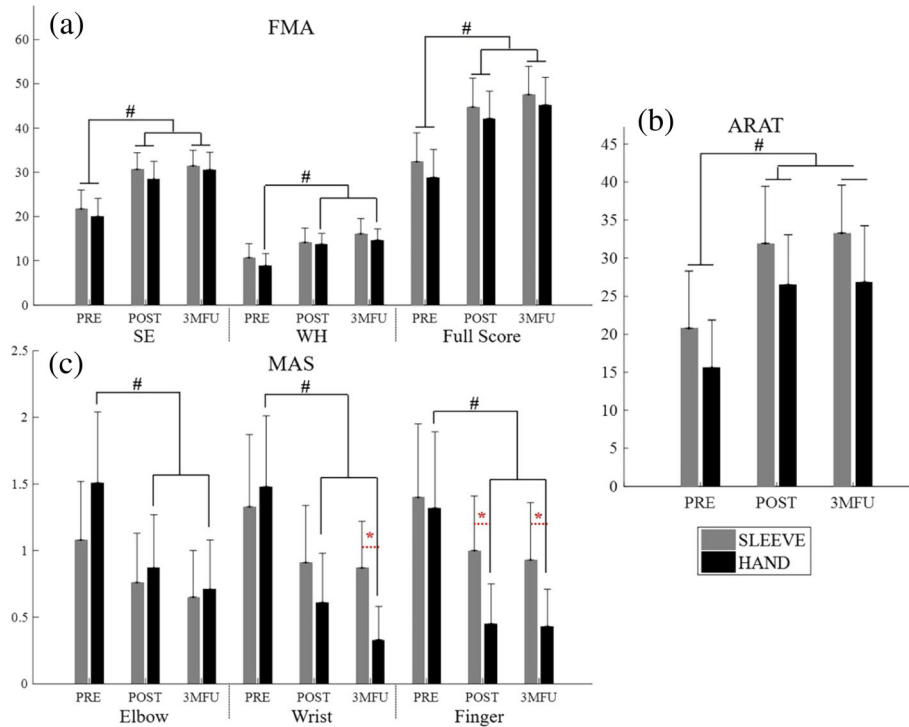 (a)
FMA
60
50
40
30
20
10
0
#
#
#
PRE POST 3MFU PRE POST 3MFU PRE POST 3MFU
SE WH Full Score
(b)
ARAT
45
40
35
30
25
20
15
10
5
0
#
PRE POST 3MFU
SLEEVE
HAND
(c)
MAS
2.5
2
1.5
1
0.5
0
#
#
#
*
*
*
PRE POST 3MFU PRE POST 3MFU PRE POST 3MFU
Elbow Wrist Finger